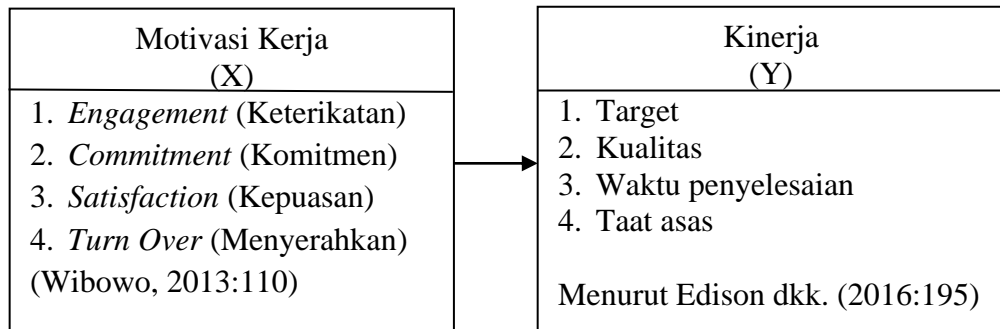 Motivasi Kerja
(X)
1. Engagement (Keterikatan)
2. Commitment (Komitmen)
3. Satisfaction (Kepuasan)
4. Turn Over (Menyerahkan)
(Wibowo, 2013:110)
Kinerja
(Y)
1. Target
2. Kualitas
3. Waktu penyelesaian
4. Taat asas
Menurut Edison dkk. (2016:195)